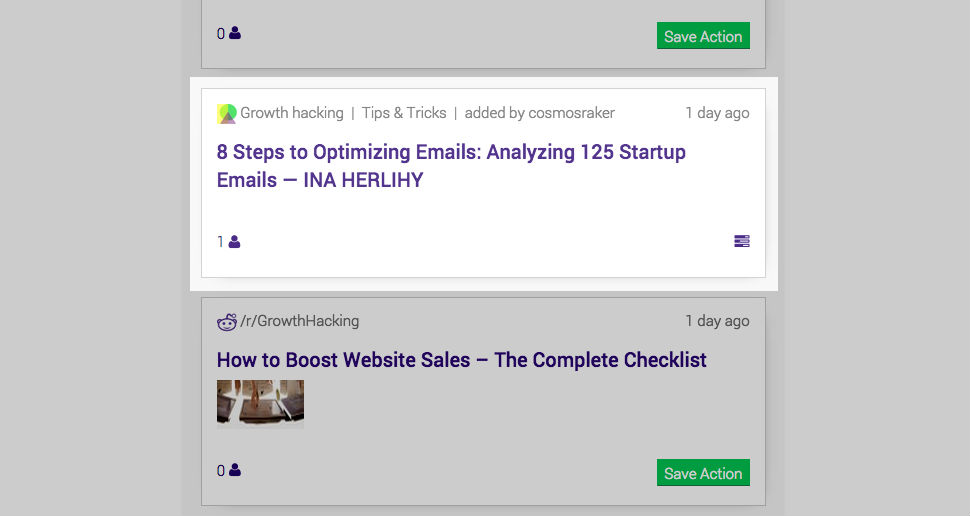 0
Save Action
Growth hacking | Tips & Tricks | added by cosmosraker 1 day ago
8 Steps to Optimizing Emails: Analyzing 125 Startup
Emails — INA HERLIHY
1
/r/GrowthHacking 1 day ago
How to Boost Website Sales – The Complete Checklist
0
Save Action